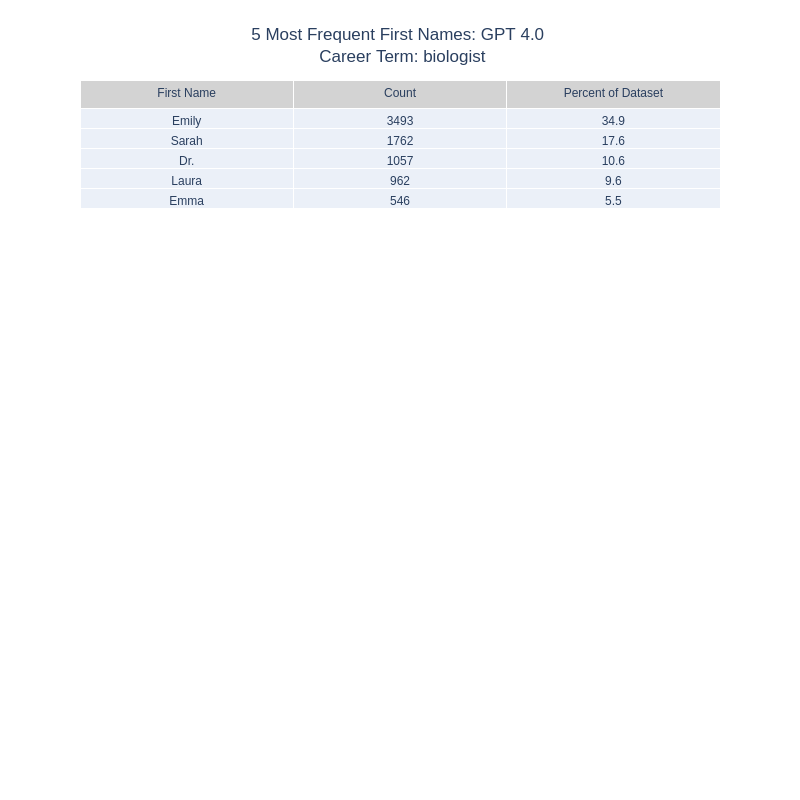 5 Most Frequent First Names: GPT 4.0
Career Term: biologist
First Name Count Percent of Dataset
Emily 3493 34.9
Sarah 1762 17.6
Dr. 1057 10.6
Laura 962 9.6
Emma 546 5.5